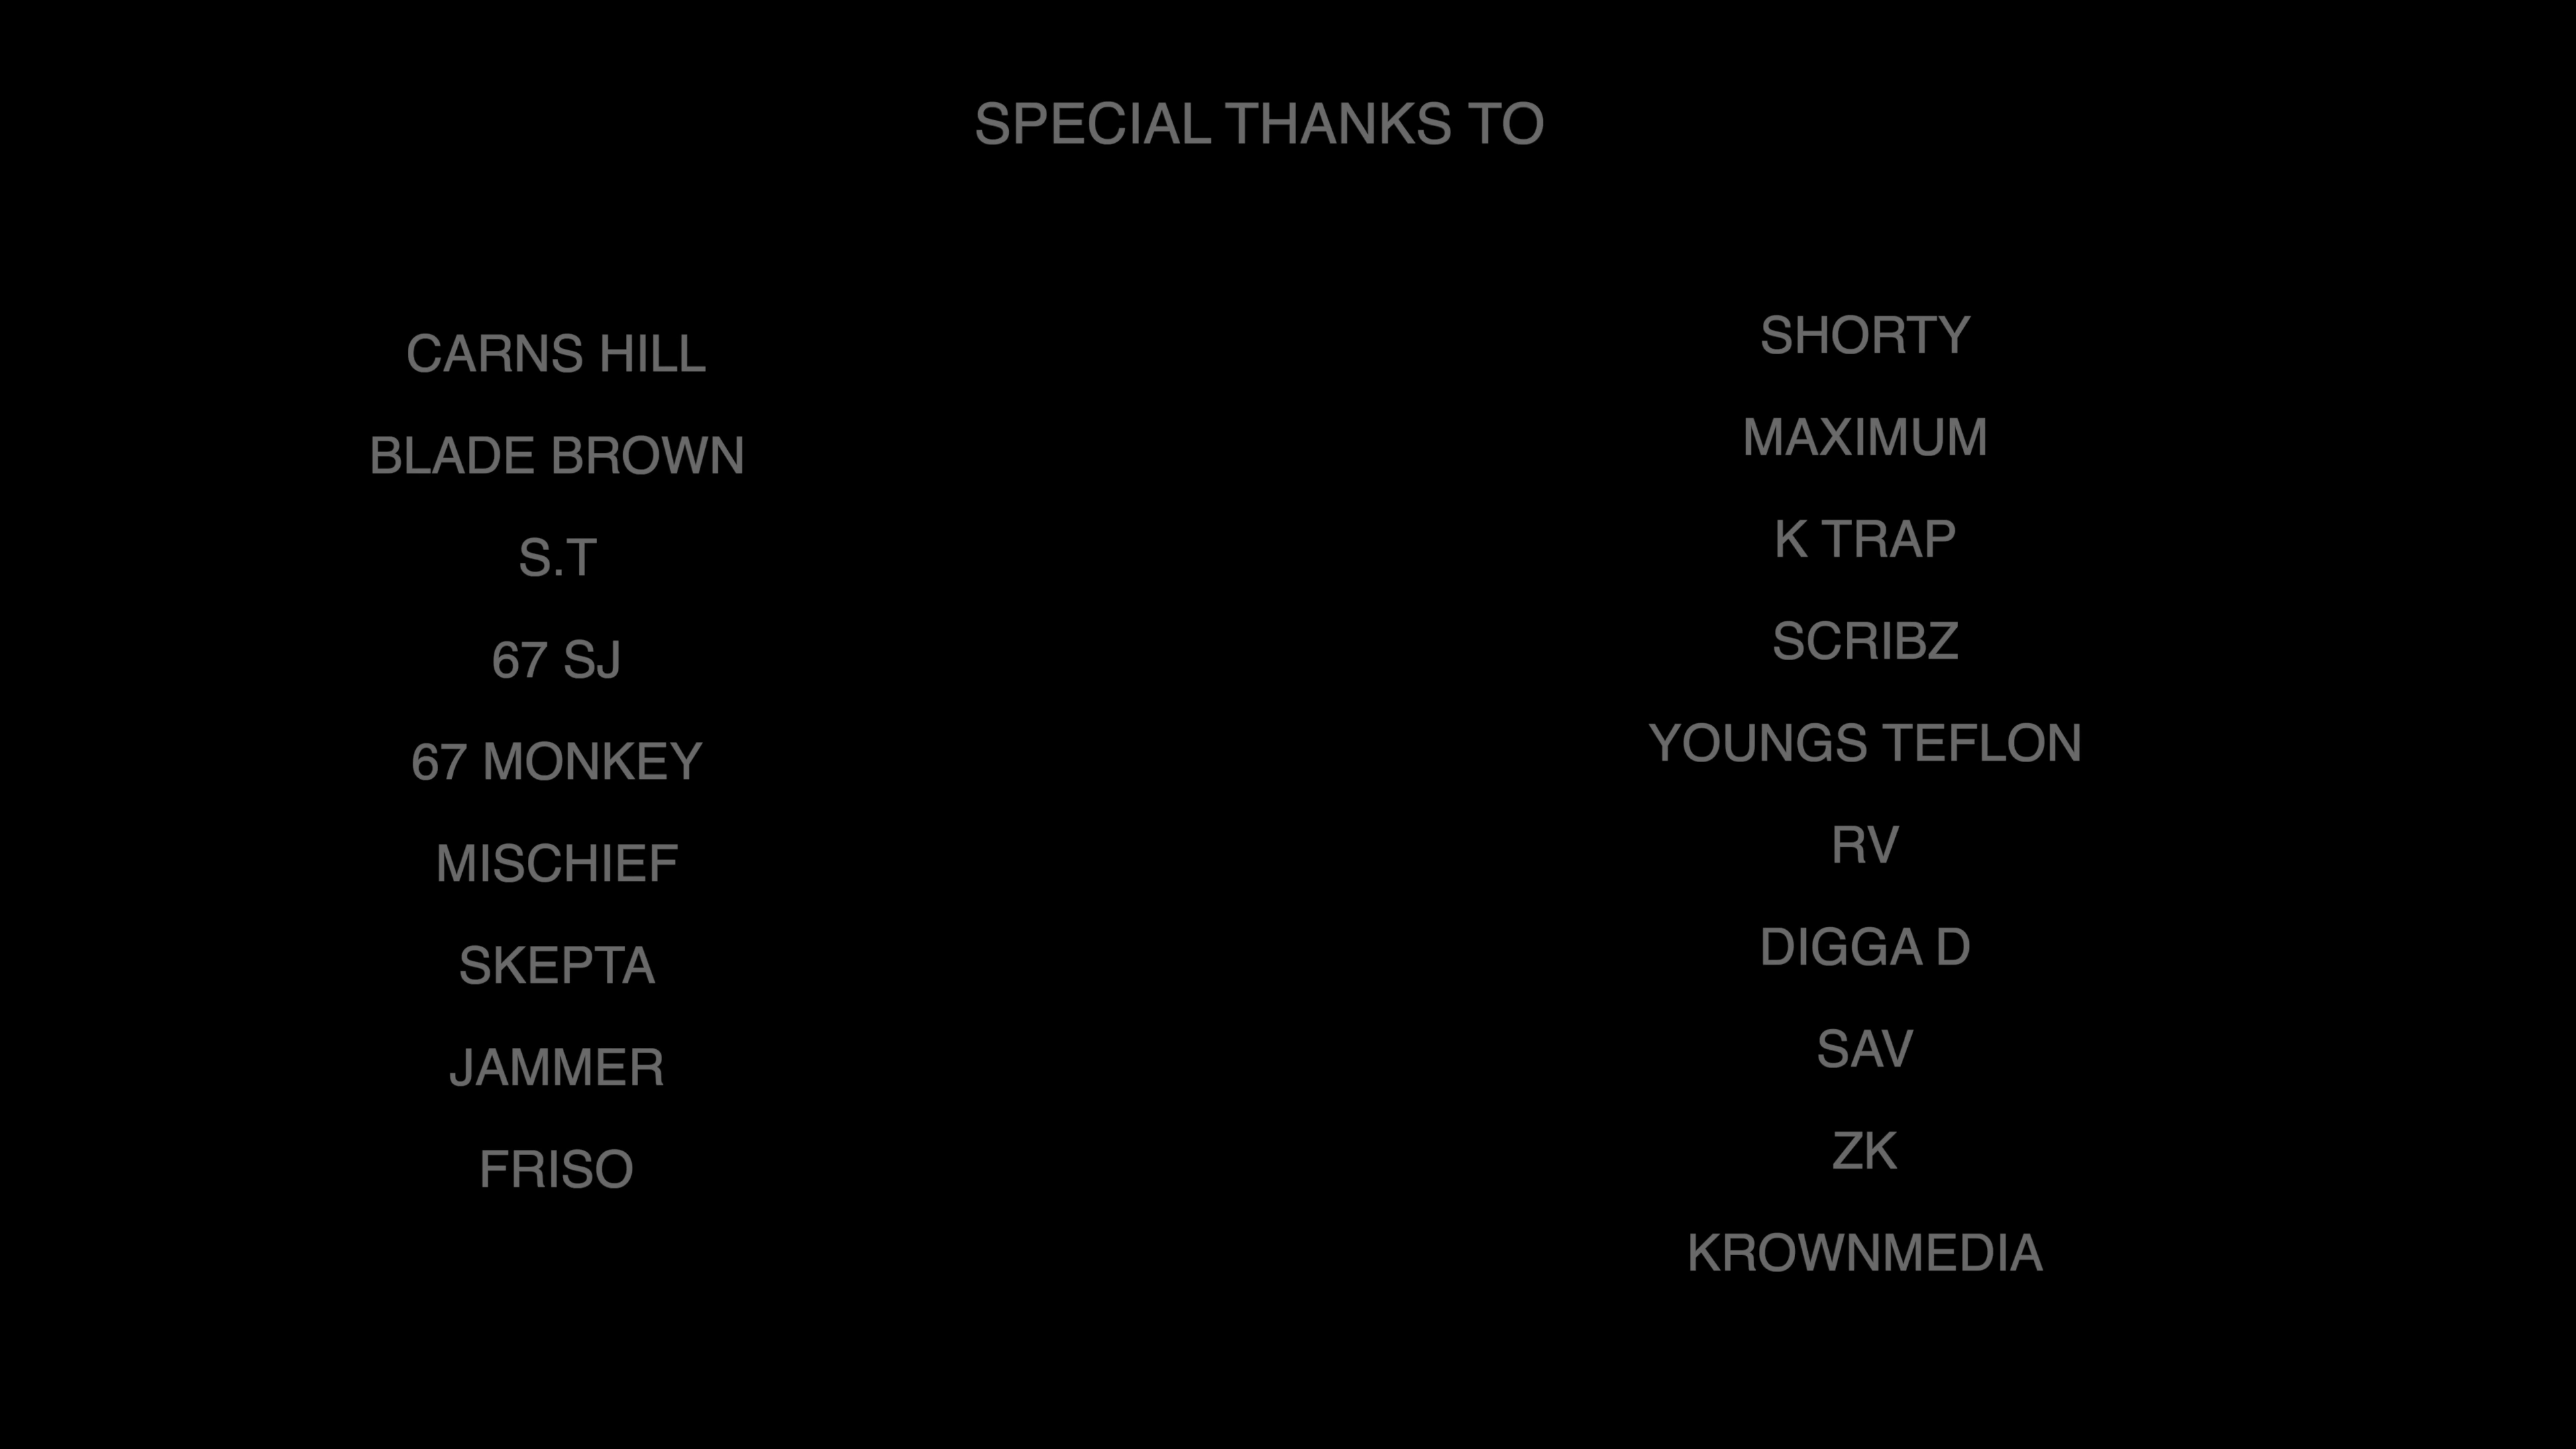 SPECIAL THANKS TO
CARNS HILL
BLADE BROWN
S.T
67 SJ
67 MONKEY
MISCHIEF
SKEPTA
JAMMER
FRISO
SHORTY
MAXIMUM
K TRAP
SCRIBZ
YOUNGS TEFLON
RV
DIGGA D
SAV
ZK
KROWNMEDIA